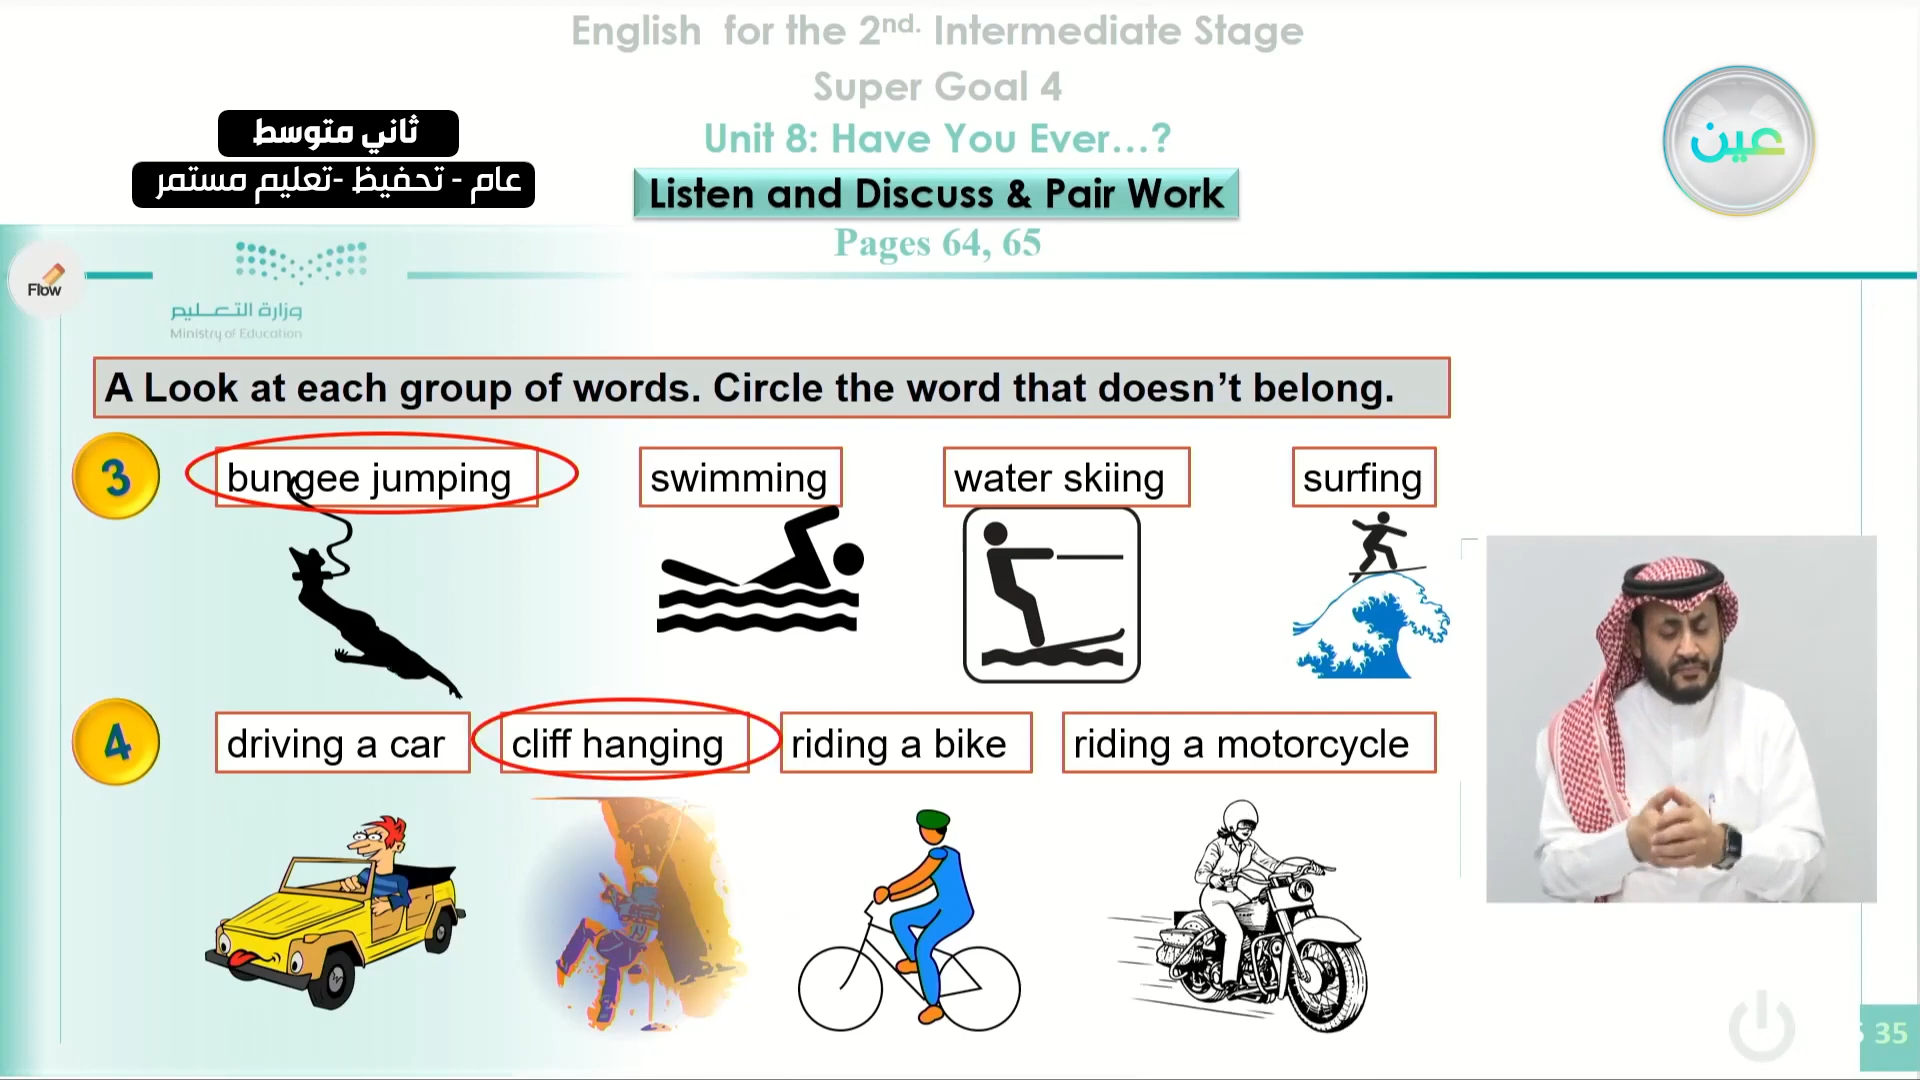 English for the 2nd. Intermediate Stage
Super Goal 4
Unit 8: Have You Ever...?
Listen and Discuss & Pair Work
Pages 64, 65
ثاني متوسط
عام - تحفيظ -تعليم مستمر
عين
Flow
وزارة التعليم
Ministry of Education
A Look at each group of words. Circle the word that doesn't belong.
3
bungee jumping
swimming
water skiing
surfing
4
driving a car
cliff hanging
riding a bike
riding a motorcycle
35